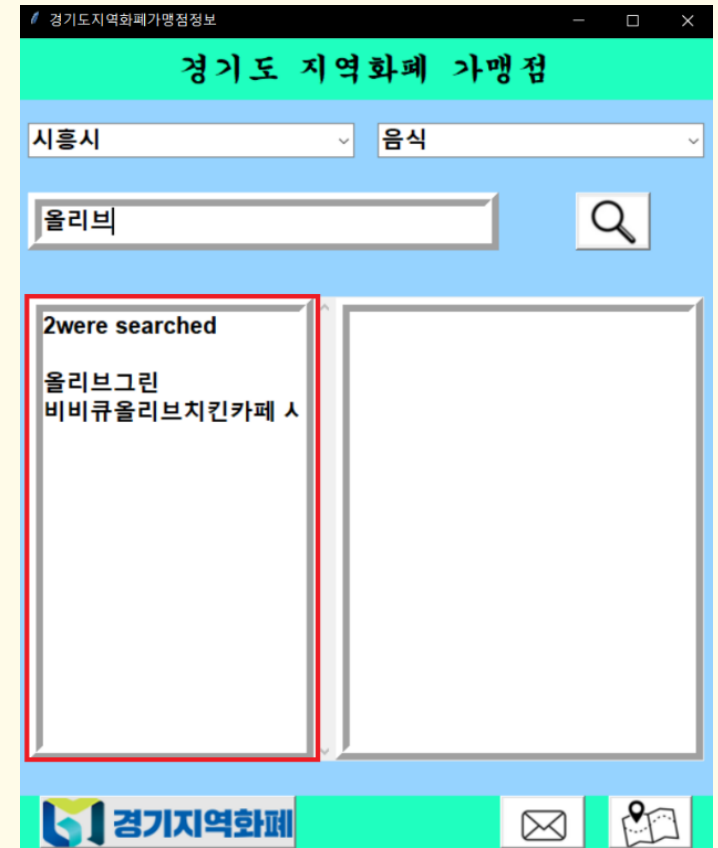 경기도지역화폐가맹점정보
경기도 지역화폐 가맹점
시흥시
음식
올리브
2were searched
올리브그린
비비큐올리브치킨카페
경기지역화폐